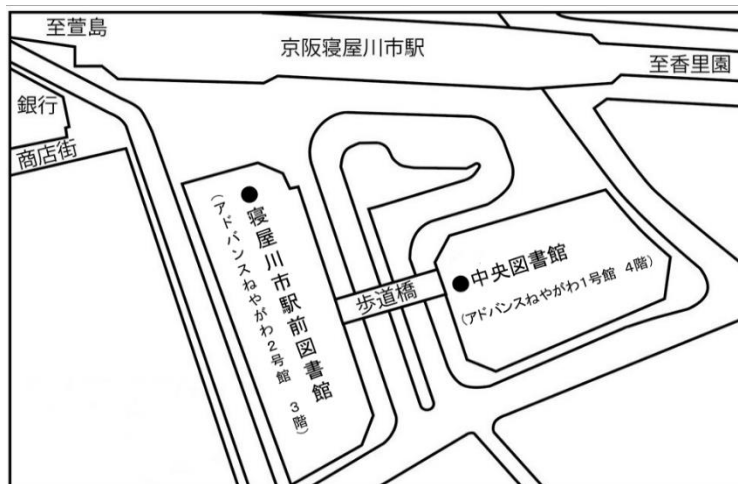 至萱島
京阪寝屋川市駅
至香里園
銀行
商店街
寝屋川市駅前図書館
(アドバンスねやがわ2号館 3階)
歩道橋
中央図書館
(アドバンスねやがわ1号館 4階)